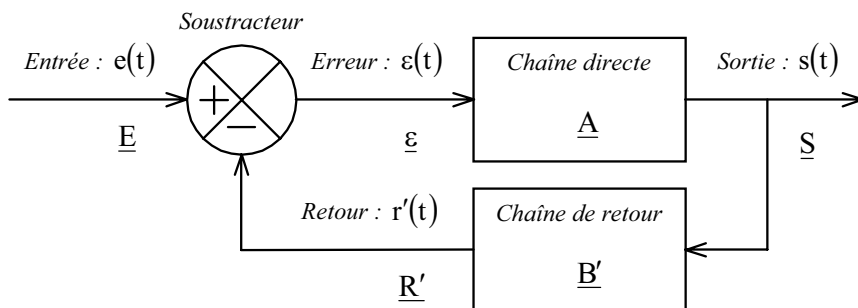 Soustracteur
Entrée : e(t)
Erreur : ε(t)
Chaîne directe
Sortie : s(t)
+
−
A
E
ε
S
Retour : r′(t)
Chaîne de retour
R′
B′